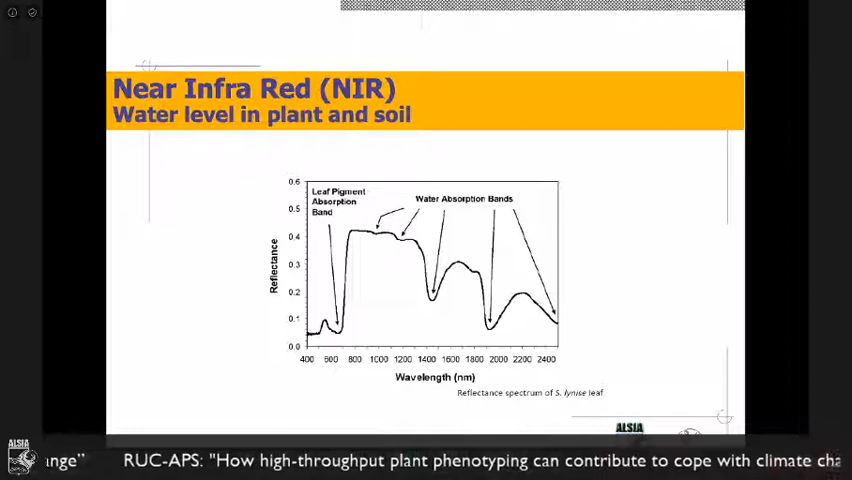 Near Infra Red (NIR)
Water level in plant and soil
Leaf Pigment
Absorption
Band
Water Absorption Bands
0.6
0.5
0.4
0.3
0.2
0.1
0.0
Reflectance
400 600 800 1000 1200 1400 1600 1800 2000 2200 2400
Wavelength (nm)
Reflectance spectrum of S. lynise leaf
ALSIA
ALSIA
ange” RUC-APS: "How high-throughput plant phenotyping can contribute to cope with climate cha